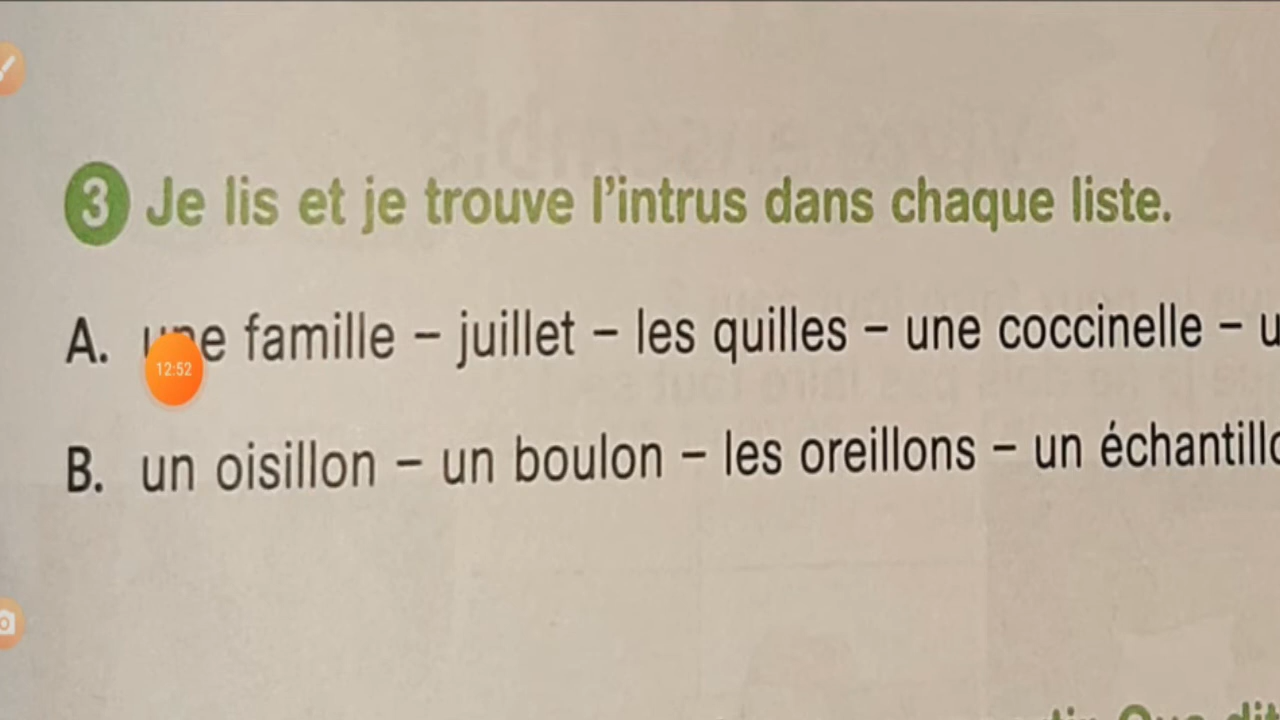 3 Je lis et je trouve l'intrus dans chaque liste.
A. une famille – juillet – les quilles – une coccinelle –
12:52
B. un oisillon – un boulon – les oreillons – un